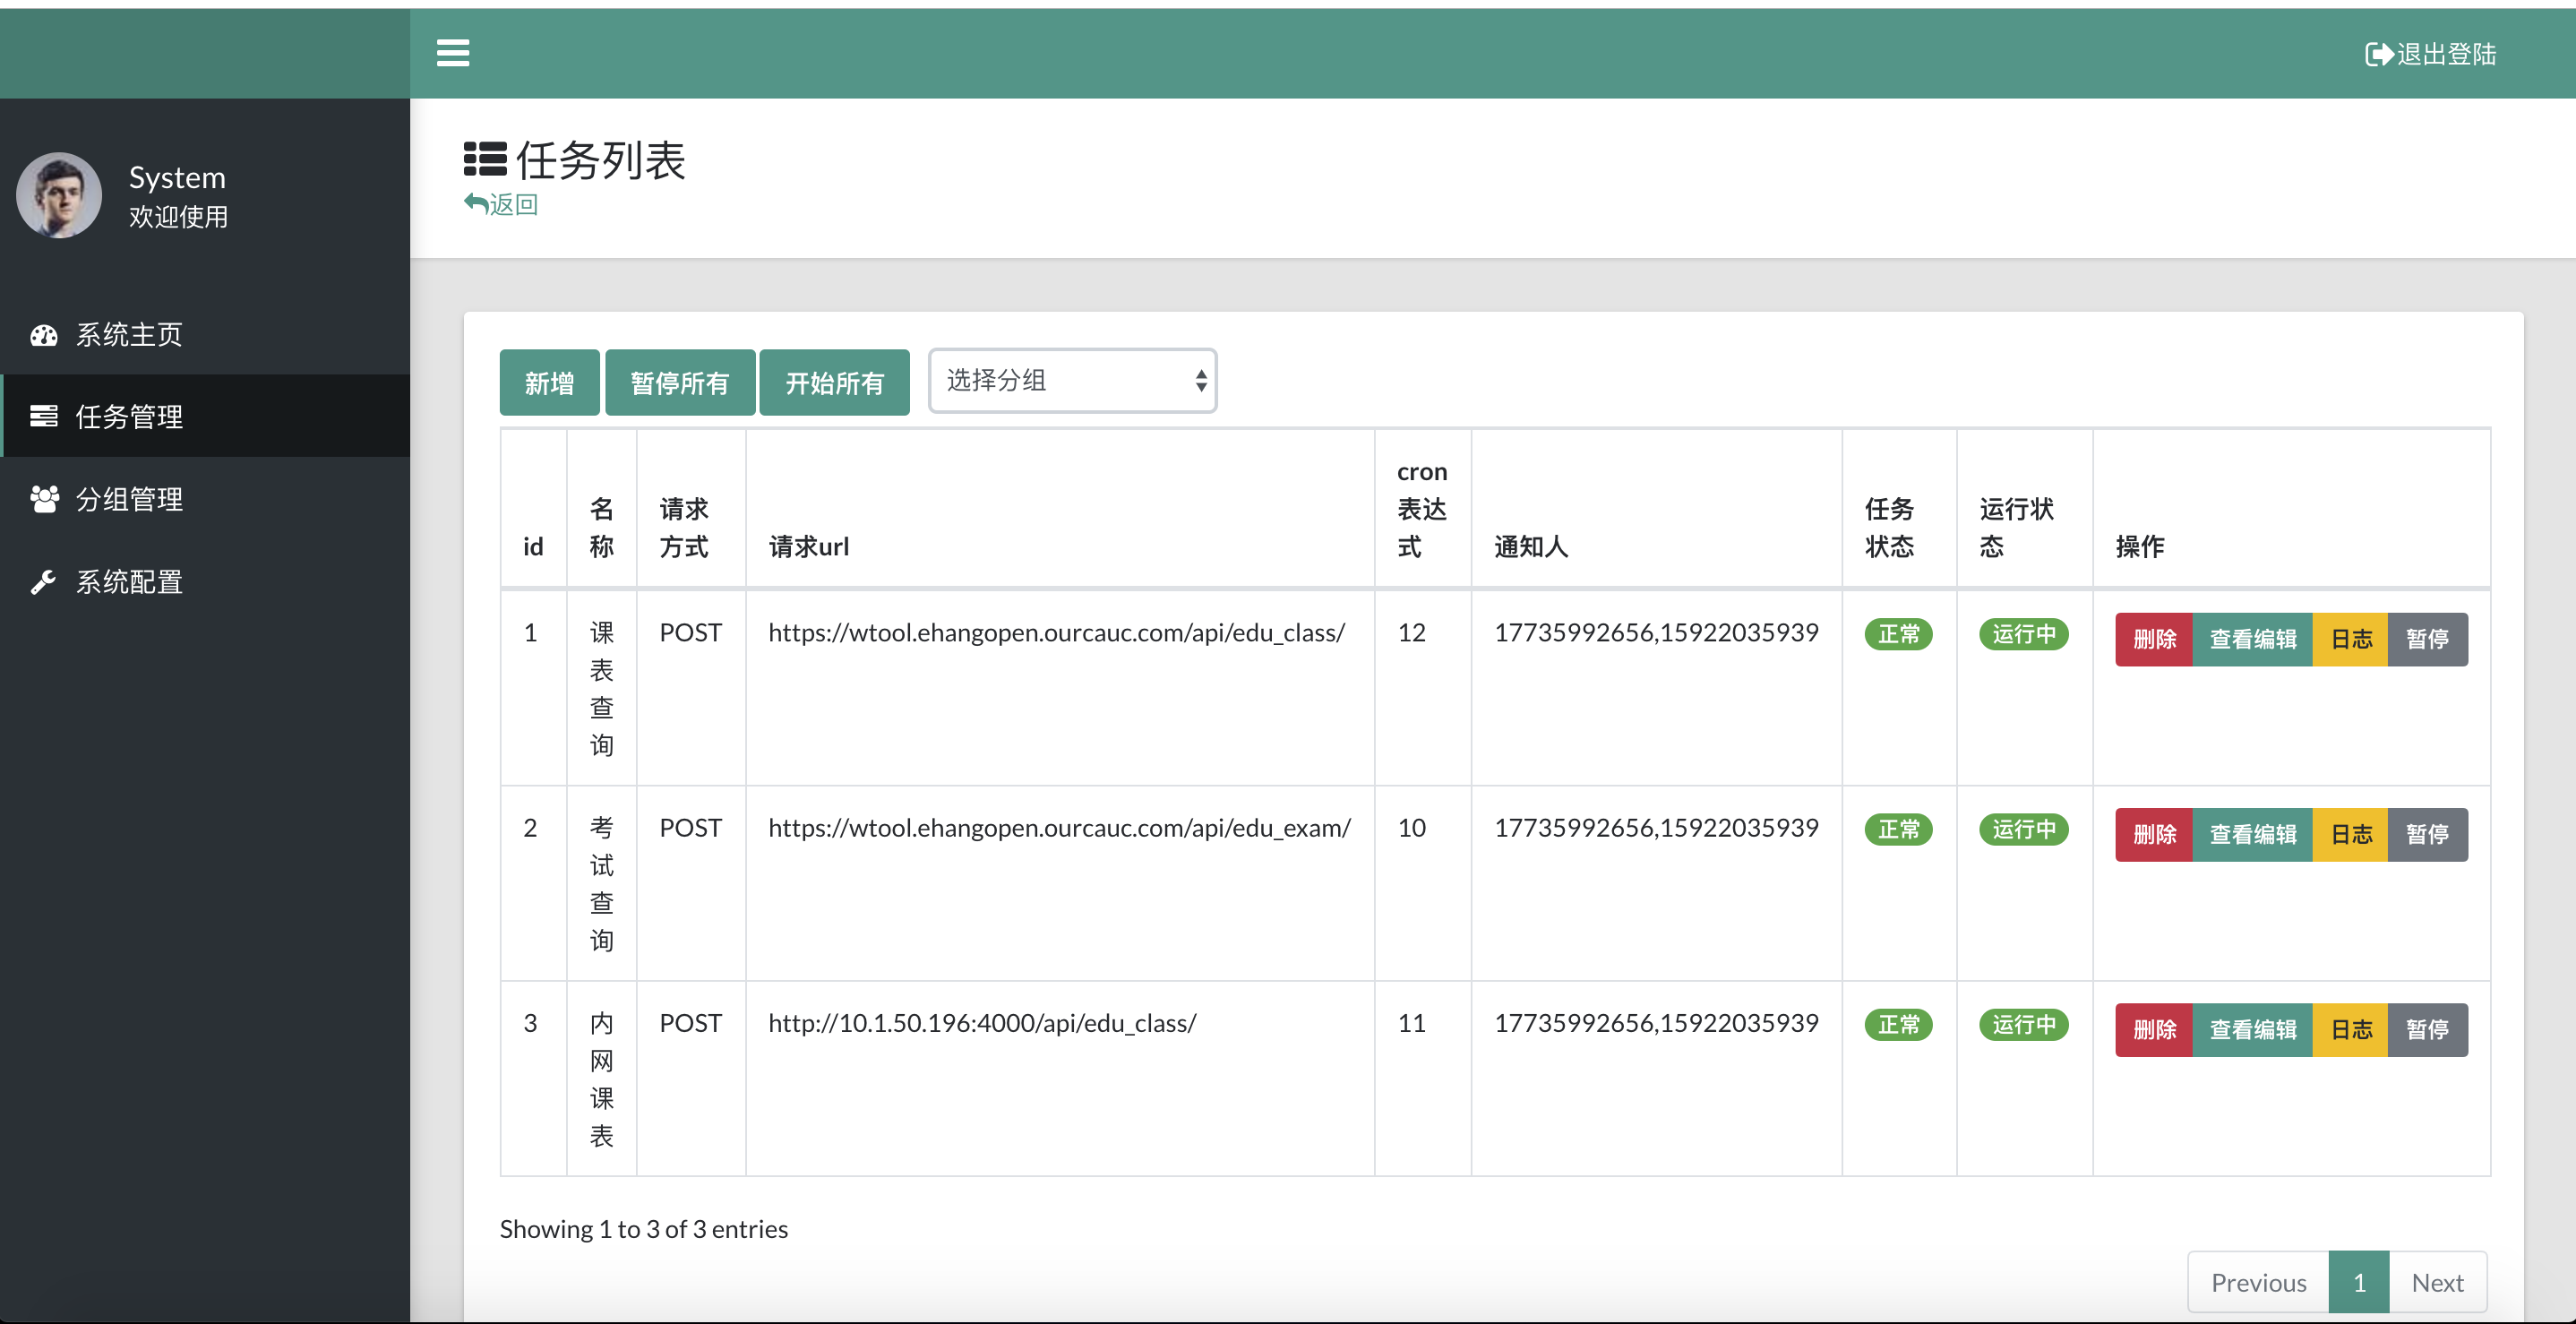 退出登陆
System
欢迎使用
系统主页
任务管理
分组管理
系统配置
任务列表
返回
新增 暂停所有 开始所有 选择分组
id 名称 请求方式 请求url cron表达式 通知人 任务状态 运行状态 操作
1 课表查询 POST https://wtool.ehangopen.ourcauc.com/api/edu_class/ 12 17735992656,15922035939 正常 运行中 删除 查看编辑 日志 暂停
2 考试查询 POST https://wtool.ehangopen.ourcauc.com/api/edu_exam/ 10 17735992656,15922035939 正常 运行中 删除 查看编辑 日志 暂停
3 内网课表 POST http://10.1.50.196:4000/api/edu_class/ 11 17735992656,15922035939 正常 运行中 删除 查看编辑 日志 暂停
Showing 1 to 3 of 3 entries
Previous 1 Next